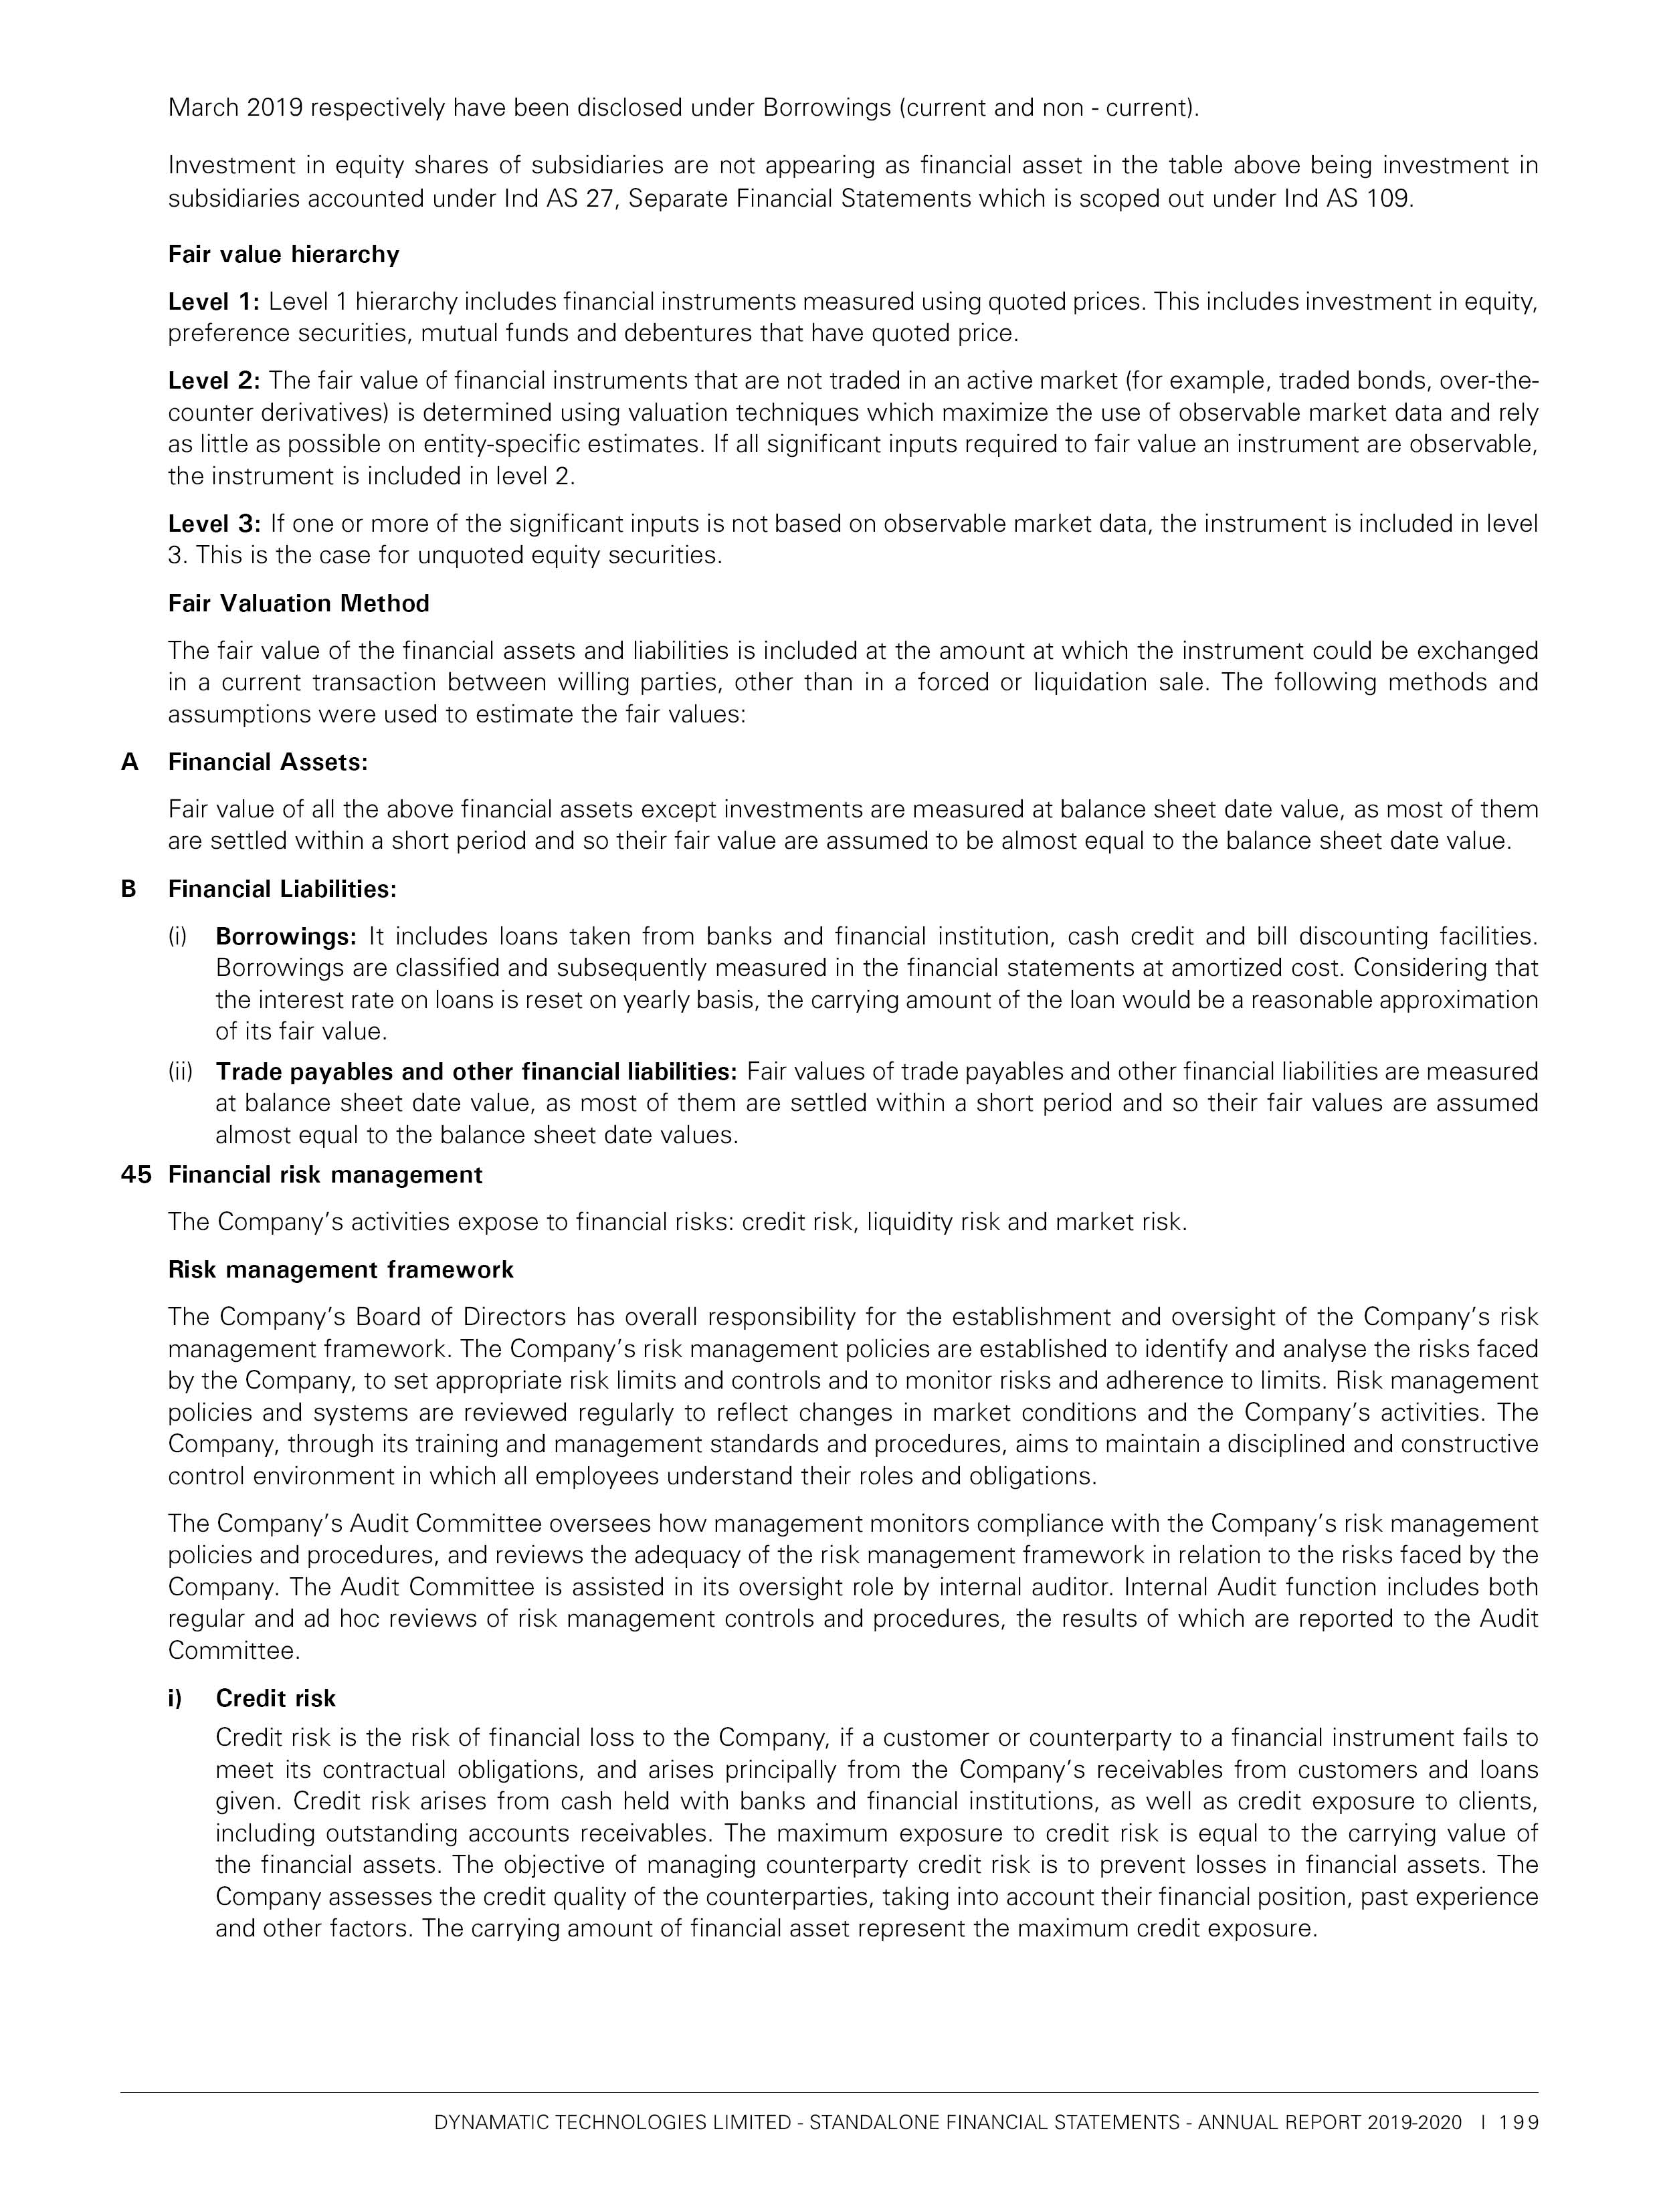 March 2019 respectively have been disclosed under Borrowings (current and non - current).
Investment in equity shares of subsidiaries are not appearing as financial asset in the table above being investment in
subsidiaries accounted under Ind AS 27, Separate Financial Statements which is scoped out under Ind AS 109.
Fair value hierarchy
Level 1: Level 1 hierarchy includes financial instruments measured using quoted prices. This includes investment in equity,
preference securities, mutual funds and debentures that have quoted price.
Level 2: The fair value of financial instruments that are not traded in an active market (for example, traded bonds, over-the-
counter derivatives) is determined using valuation techniques which maximize the use of observable market data and rely
as little as possible on entity-specific estimates. If all significant inputs required to fair value an instrument are observable,
the instrument is included in level 2.
Level 3: If one or more of the significant inputs is not based on observable market data, the instrument is included in level
3. This is the case for unquoted equity securities.
Fair Valuation Method
The fair value of the financial assets and liabilities is included at the amount at which the instrument could be exchanged
in a current transaction between willing parties, other than in a forced or liquidation sale. The following methods and
assumptions were used to estimate the fair values:
A Financial Assets:
Fair value of all the above financial assets except investments are measured at balance sheet date value, as most of them
are settled within a short period and so their fair value are assumed to be almost equal to the balance sheet date value.
B Financial Liabilities:
(i) Borrowings: It includes loans taken from banks and financial institution, cash credit and bill discounting facilities.
Borrowings are classified and subsequently measured in the financial statements at amortized cost. Considering that
the interest rate on loans is reset on yearly basis, the carrying amount of the loan would be a reasonable approximation
of its fair value.
(ii) Trade payables and other financial liabilities: Fair values of trade payables and other financial liabilities are measured
at balance sheet date value, as most of them are settled within a short period and so their fair values are assumed
almost equal to the balance sheet date values.
45 Financial risk management
The Company's activities expose to financial risks: credit risk, liquidity risk and market risk.
Risk management framework
The Company's Board of Directors has overall responsibility for the establishment and oversight of the Company's risk
management framework. The Company's risk management policies are established to identify and analyse the risks faced
by the Company, to set appropriate risk limits and controls and to monitor risks and adherence to limits. Risk management
policies and systems are reviewed regularly to reflect changes in market conditions and the Company's activities. The
Company, through its training and management standards and procedures, aims to maintain a disciplined and constructive
control environment in which all employees understand their roles and obligations.
The Company's Audit Committee oversees how management monitors compliance with the Company's risk management
policies and procedures, and reviews the adequacy of the risk management framework in relation to the risks faced by the
Company. The Audit Committee is assisted in its oversight role by internal auditor. Internal Audit function includes both
regular and ad hoc reviews of risk management controls and procedures, the results of which are reported to the Audit
Committee.
i) Credit risk
Credit risk is the risk of financial loss to the Company, if a customer or counterparty to a financial instrument fails to
meet its contractual obligations, and arises principally from the Company's receivables from customers and loans
given. Credit risk arises from cash held with banks and financial institutions, as well as credit exposure to clients,
including outstanding accounts receivables. The maximum exposure to credit risk is equal to the carrying value of
the financial assets. The objective of managing counterparty credit risk is to prevent losses in financial assets. The
Company assesses the credit quality of the counterparties, taking into account their financial position, past experience
and other factors. The carrying amount of financial asset represent the maximum credit exposure.
DYNAMATIC TECHNOLOGIES LIMITED - STANDALONE FINANCIAL STATEMENTS - ANNUAL REPORT 2019-2020 | 199